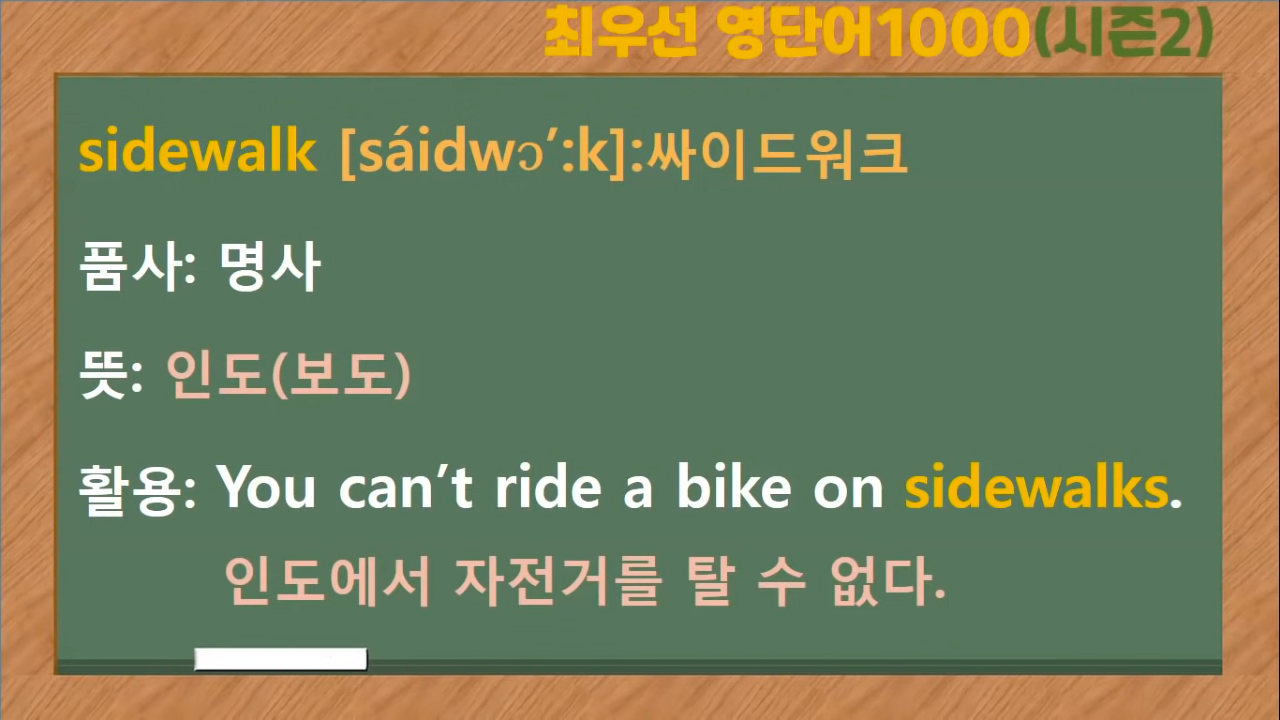 최우선 영단어1000(시즌2)
sidewalk [sáidwɔ′:k]:싸이드워크
품사: 명사
뜻: 인도(보도)
활용: You can′t ride a bike on sidewalks.
인도에서 자전거를 탈 수 없다.